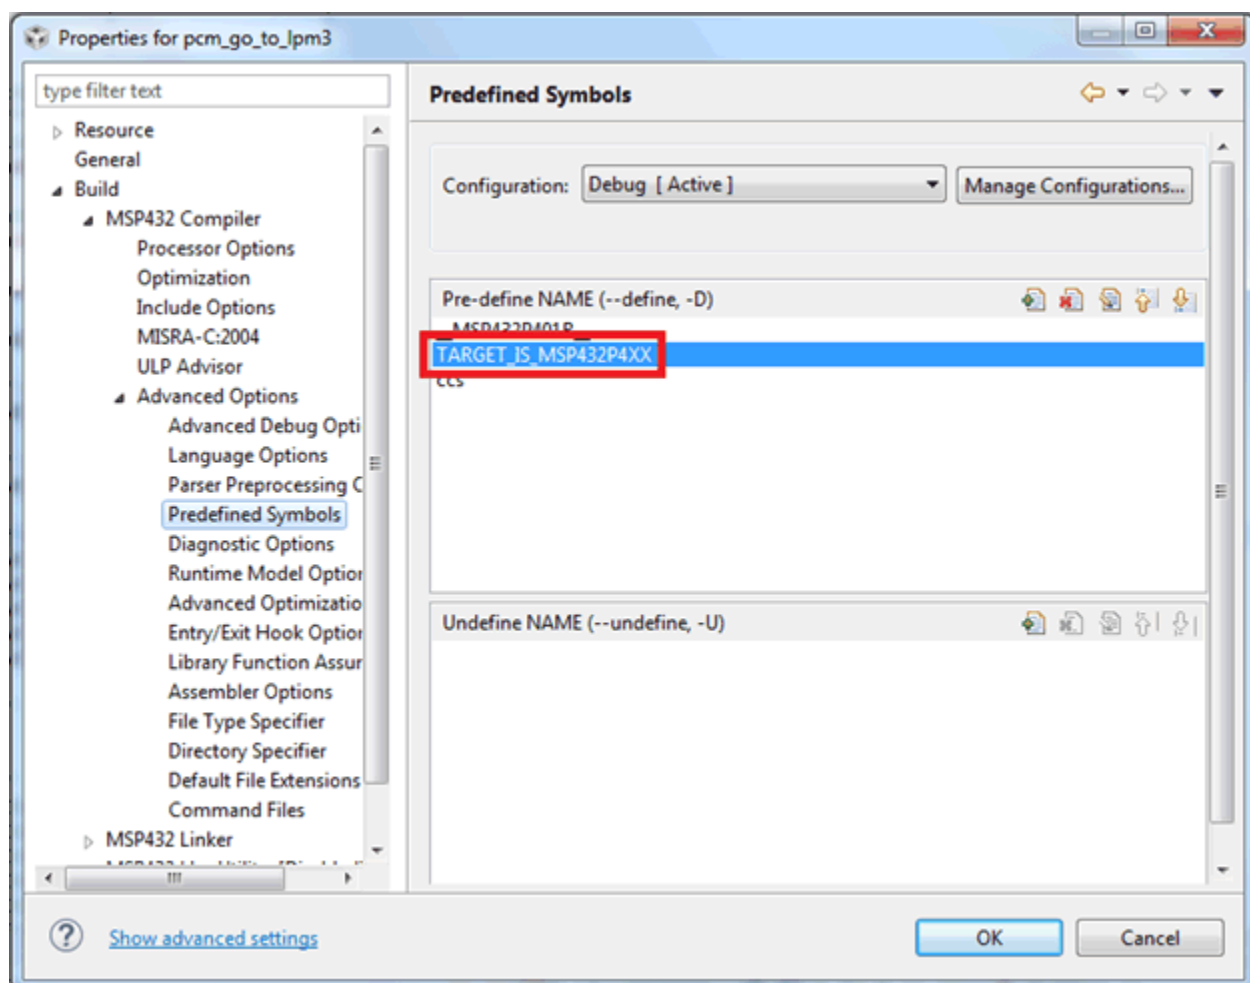 Properties for pcm_go_to_lpm3
type filter text
Resource
General
Build
MSP432 Compiler
Processor Options
Optimization
Include Options
MISRA-C:2004
ULP Advisor
Advanced Options
Advanced Debug Opti
Language Options
Parser Preprocessing C
Predefined Symbols
Diagnostic Options
Runtime Model Option
Advanced Optimizatio
Entry/Exit Hook Option
Library Function Assur
Assembler Options
File Type Specifier
Directory Specifier
Default File Extensions
Command Files
MSP432 Linker
Predefined Symbols
Configuration: Debug [ Active ] Manage Configurations...
Pre-define NAME (--define, -D)
__MSP432P401R__
TARGET_IS_MSP432P4XX
ccs
Undefine NAME (--undefine, -U)
Show advanced settings
OK Cancel